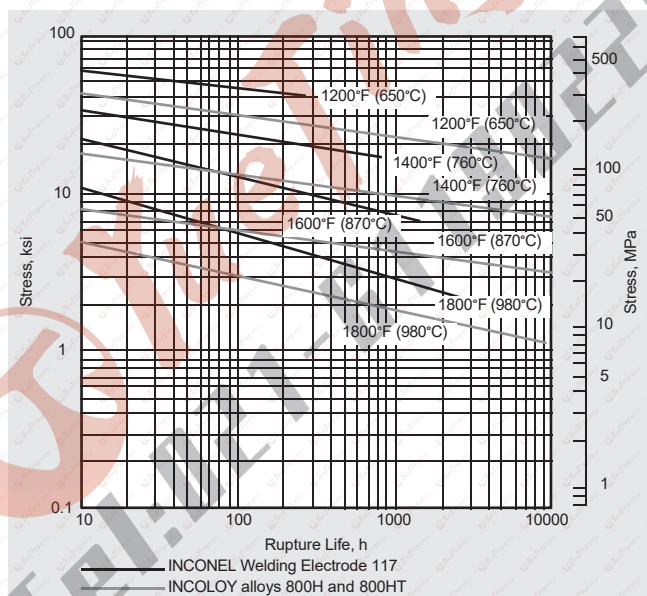 100
500
1200°F (650°C)
1200°F (650°C)
1400°F (760°C)
100
1400°F (760°C)
10
50
1600°F (870°C)
1600°F (870°C)
Stress, ksi
Stress, MPa
1800°F (980°C)
10
1800°F (980°C)
1
5
1
0.1
10
100
1000
10000
Rupture Life, h
INCONEL Welding Electrode 117
INCOLOY alloys 800H and 800HT
YueTing